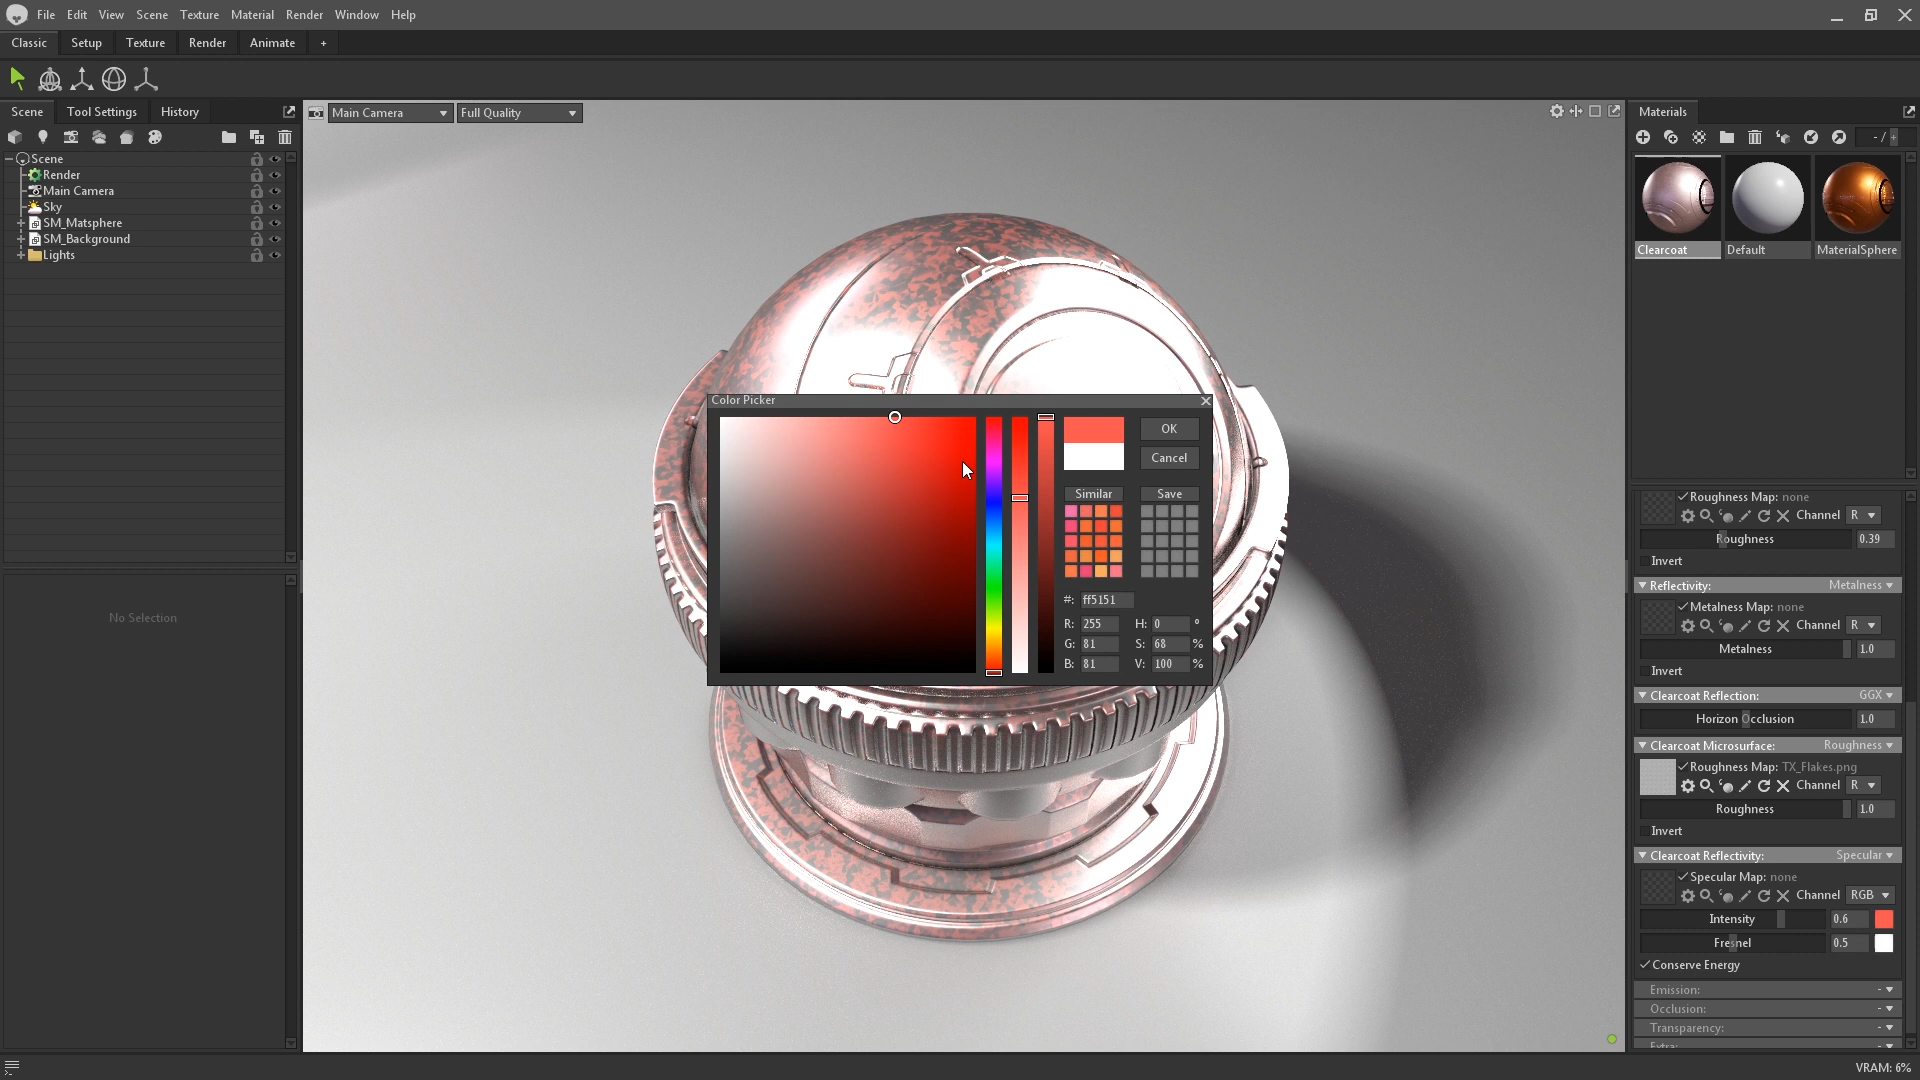 File Edit View Scene Texture Material Render Window Help
Classic Setup Texture Render Animate +
Scene Tool Settings History
Main Camera Full Quality
Materials
- /
Scene
Render
Main Camera
Sky
SM_Matsphere
SM_Background
Lights
No Selection
Clearcoat Default MaterialSphere
Color Picker
OK
Cancel
Similar Save
#: ff5151
R: 255 H: 0 °
G: 81 S: 68 %
B: 81 V: 100 %
Roughness Map: none
Channel R
Roughness 0.39
Invert
Reflectivity: Metalness
Metalness Map: none
Channel R
Metalness 1.0
Invert
Clearcoat Reflection: GGX
Horizon Occlusion 1.0
Clearcoat Microsurface: Roughness
Roughness Map: TX_Flakes.png
Channel R
Roughness 1.0
Invert
Clearcoat Reflectivity: Specular
Specular Map: none
Channel RGB
Intensity 0.6
Fresnel 0.5
Conserve Energy
Emission: -
Occlusion: -
Transparency: -
Extra: -
VRAM: 6%